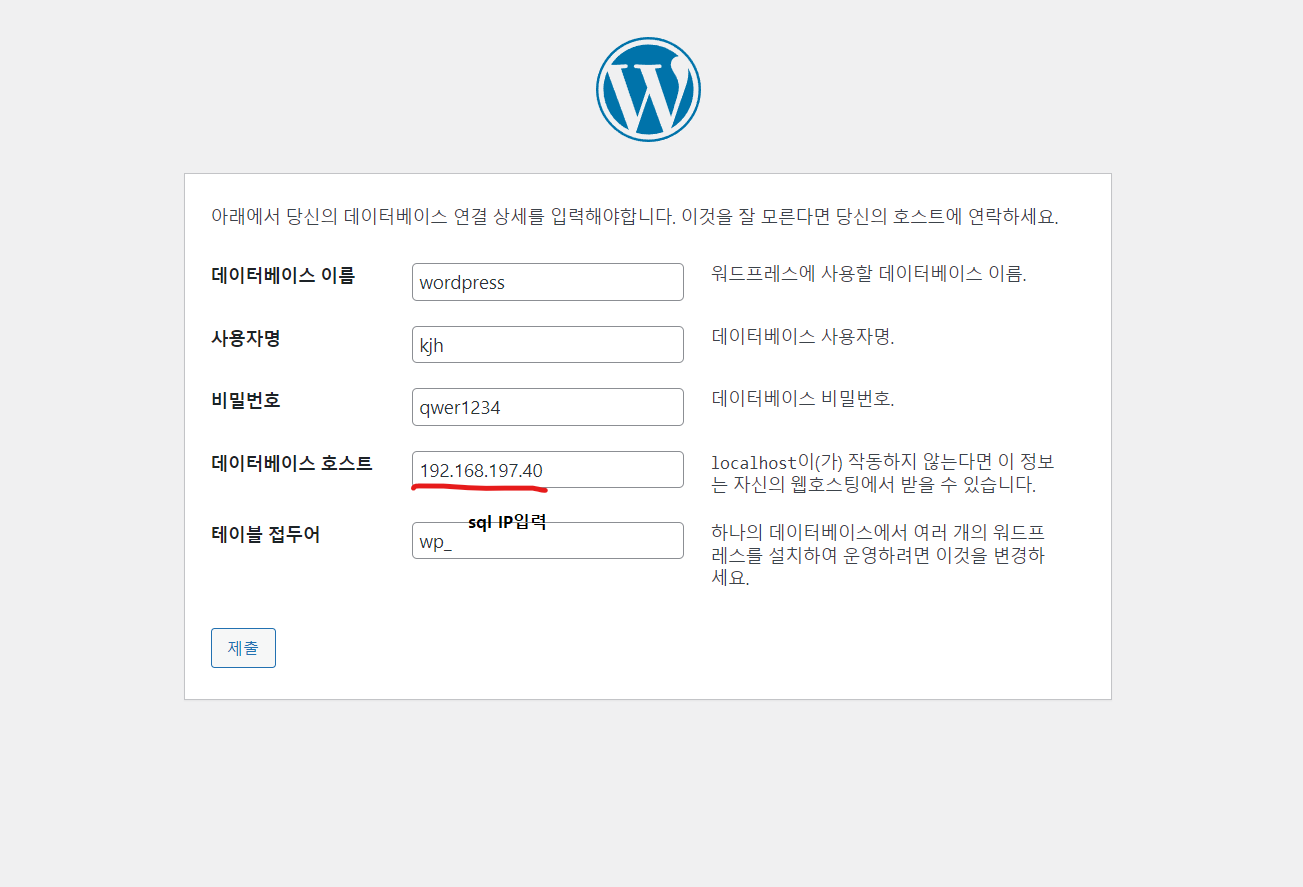 아래에서 당신의 데이터베이스 연결 상세를 입력해야합니다. 이것을 잘 모른다면 당신의 호스트에 연락하세요.
데이터베이스 이름
wordpress
워드프레스에 사용할 데이터베이스 이름.
사용자명
kjh
데이터베이스 사용자명.
비밀번호
qwer1234
데이터베이스 비밀번호.
데이터베이스 호스트
192.168.197.40
localhost이(가) 작동하지 않는다면 이 정보
는 자신의 웹호스팅에서 받을 수 있습니다.
sql IP입력
테이블 접두어
wp_
하나의 데이터베이스에서 여러 개의 워드프
레스를 설치하여 운영하려면 이것을 변경하
세요.
제출